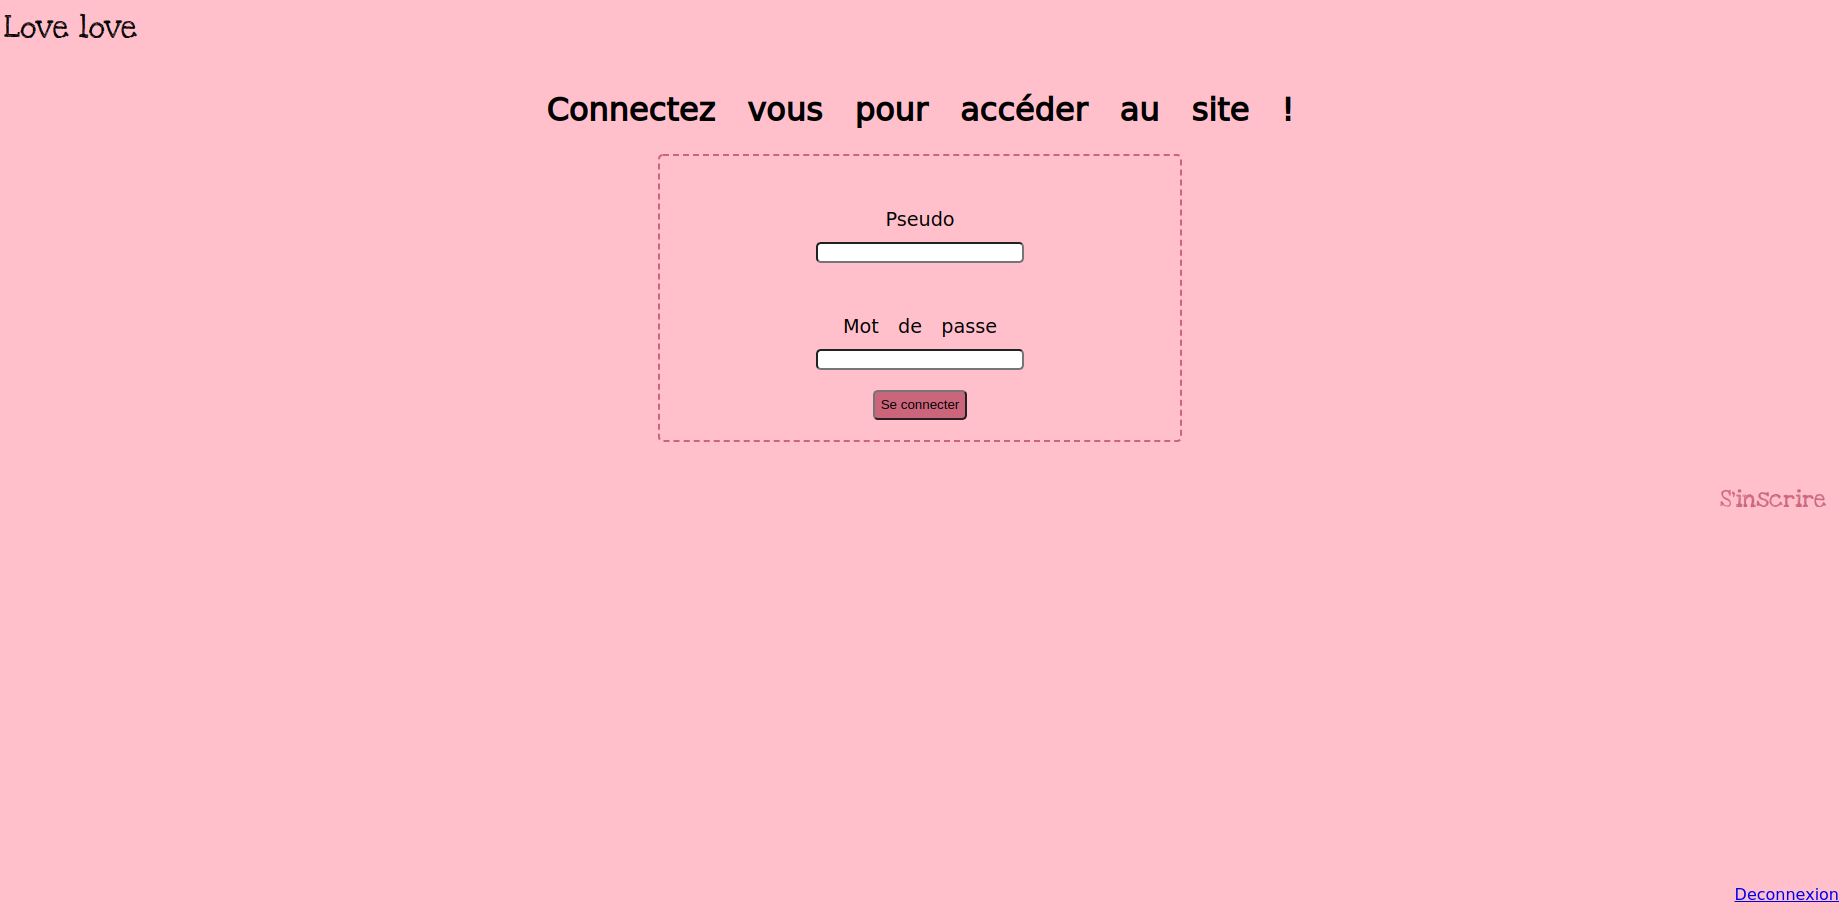 Love love
Connectez vous pour accéder au site !
Pseudo
Mot de passe
Se connecter
S'inscrire
Deconnexion